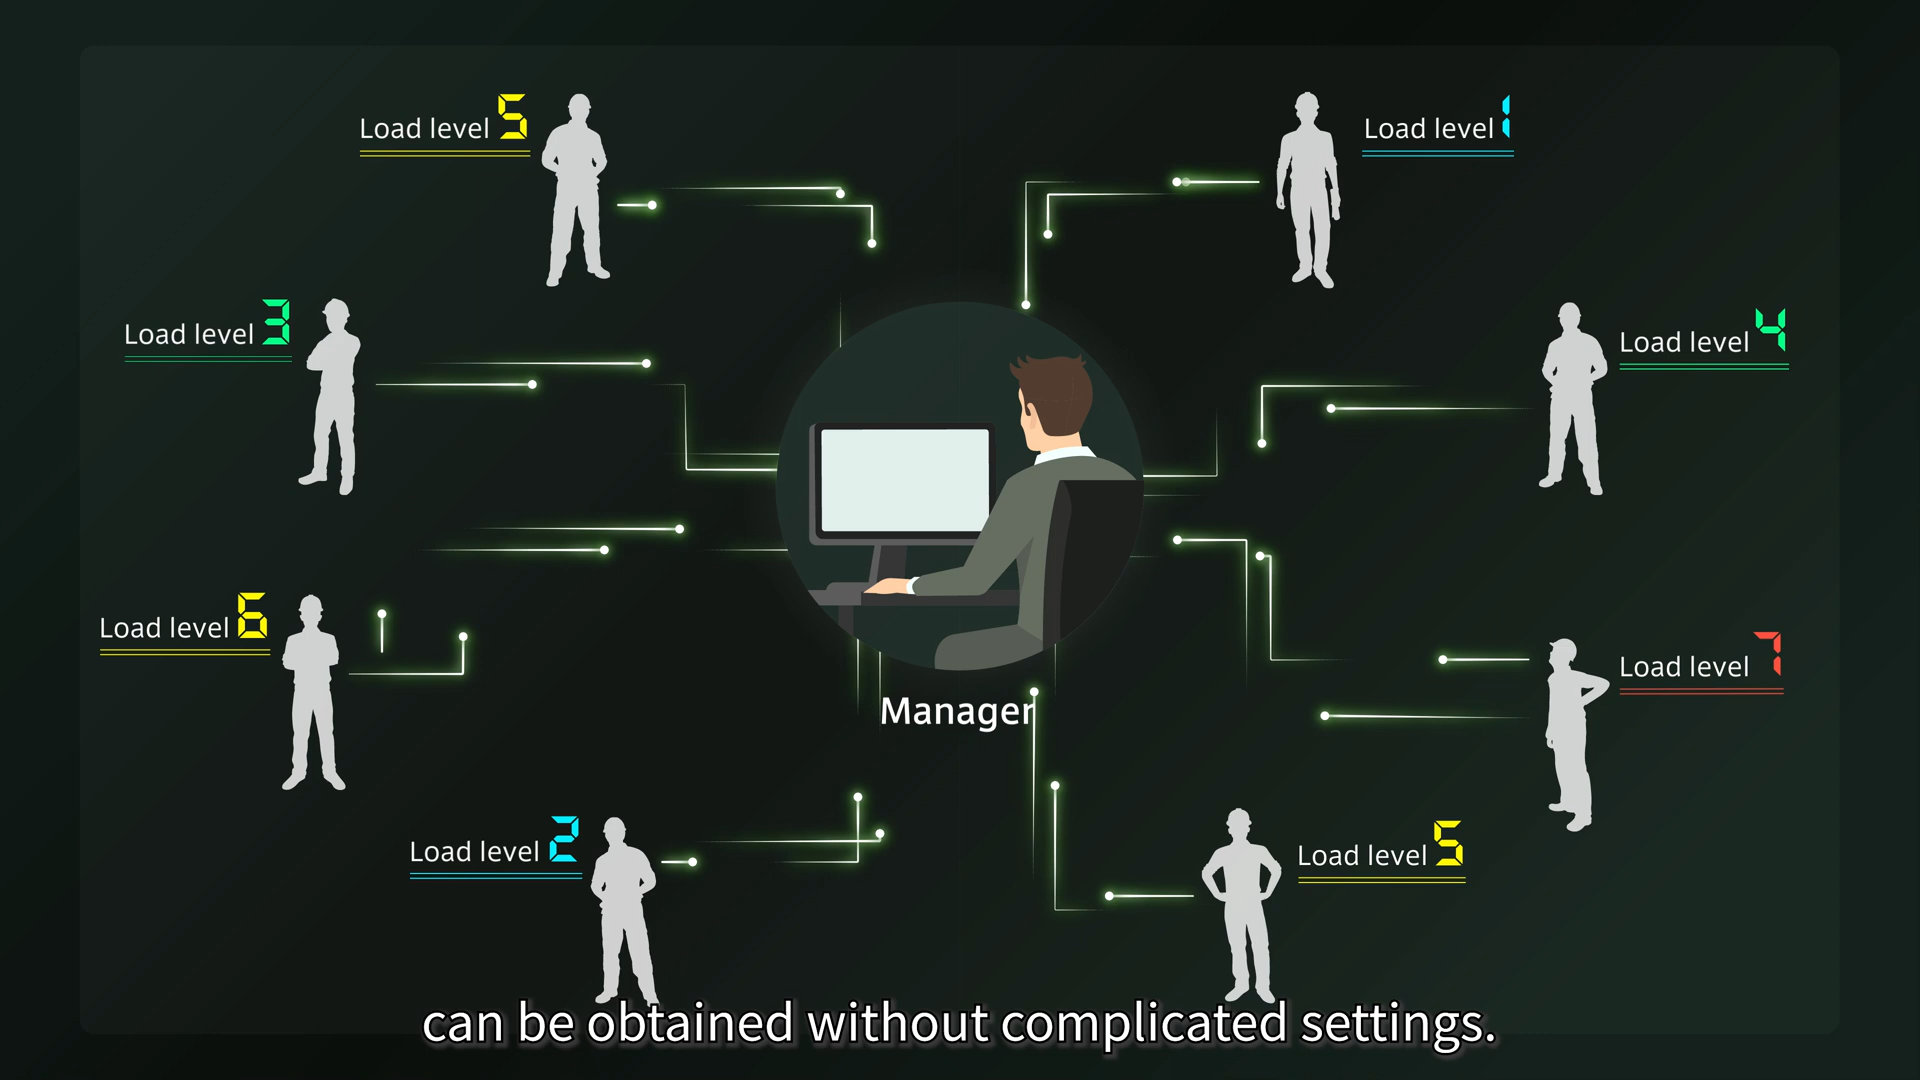 Load level 5
Load level 1
Load level 3
Load level 4
Load level 6
Load level 7
Manager
Load level 2
Load level 5
can be obtained without complicated settings.